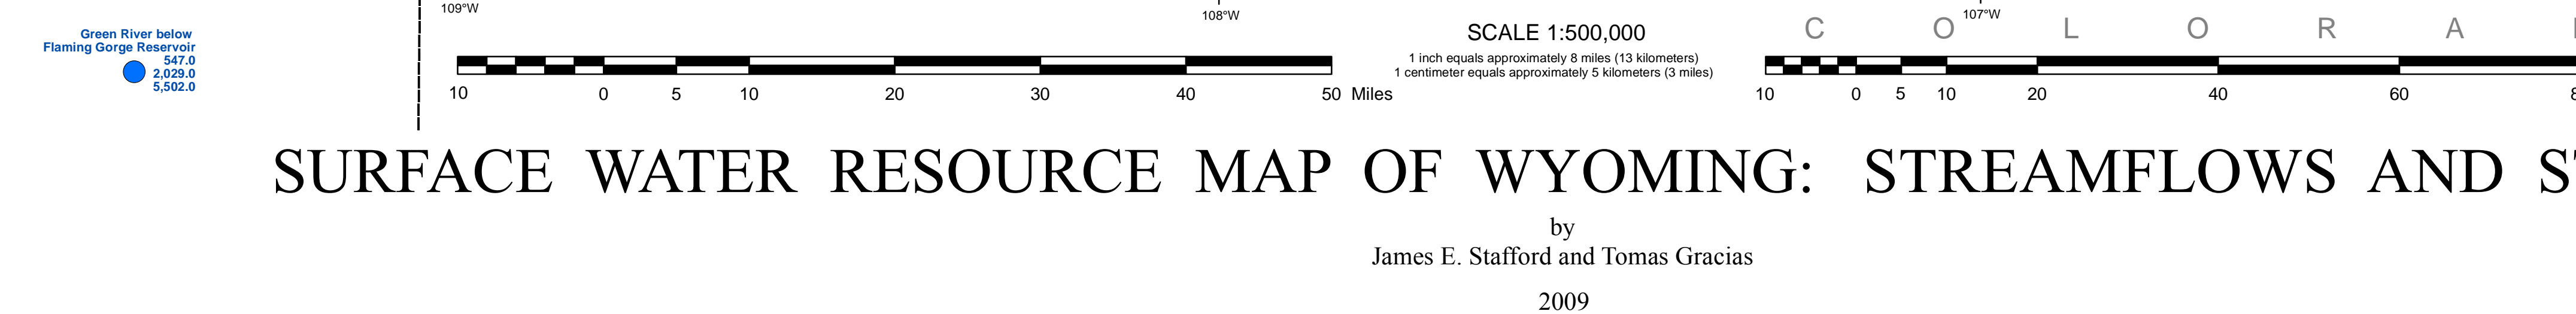 109°W
108°W
107°W
Green River below
Flaming Gorge Reservoir
547.0
2,029.0
5,502.0
SCALE 1:500,000
1 inch equals approximately 8 miles (13 kilometers)
1 centimeter equals approximately 5 kilometers (3 miles)
C O L O R A
10 0 5 10 20 30 40 50 Miles
10 0 5 10 20 40 60
SURFACE WATER RESOURCE MAP OF WYOMING: STREAMFLOWS AND
by
James E. Stafford and Tomas Gracias
2009